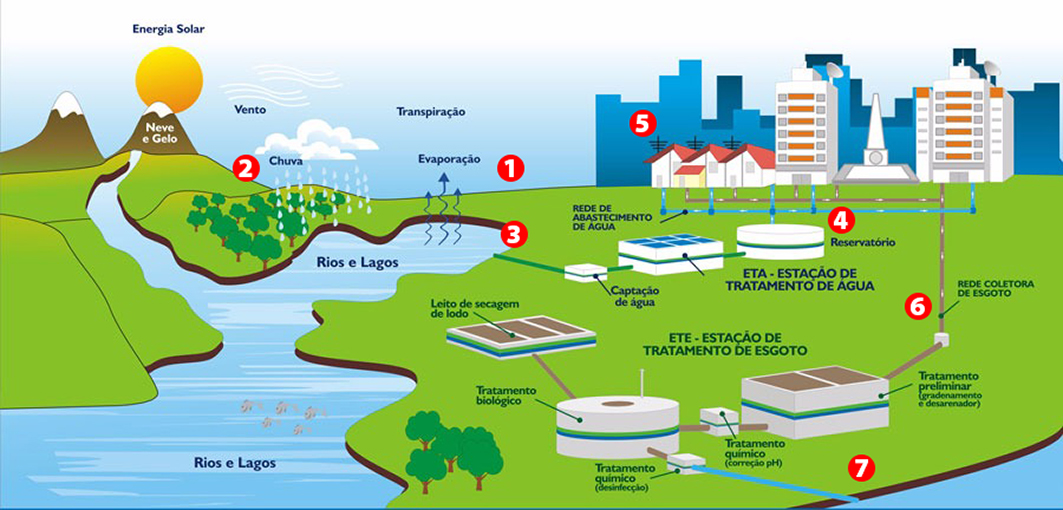 Energia Solar
Vento
Transpiração
Neve
e Gelo
2
Chuva
Evaporação
1
5
REDE DE
ABASTECIMENTO
DE ÁGUA
4
Reservatório
3
Rios e Lagos
Captação
de água
ETA - ESTAÇÃO DE
TRATAMENTO DE ÁGUA
6
REDE COLETORA
DE ESGOTO
Leito de secagem
de lodo
ETE - ESTAÇÃO DE
TRATAMENTO DE ESGOTO
Tratamento
biológico
Tratamento
preliminar
(gradenamento
e desarenador)
Tratamento
químico
(correção pH)
Tratamento
químico
(desinfecção)
7
Rios e Lagos